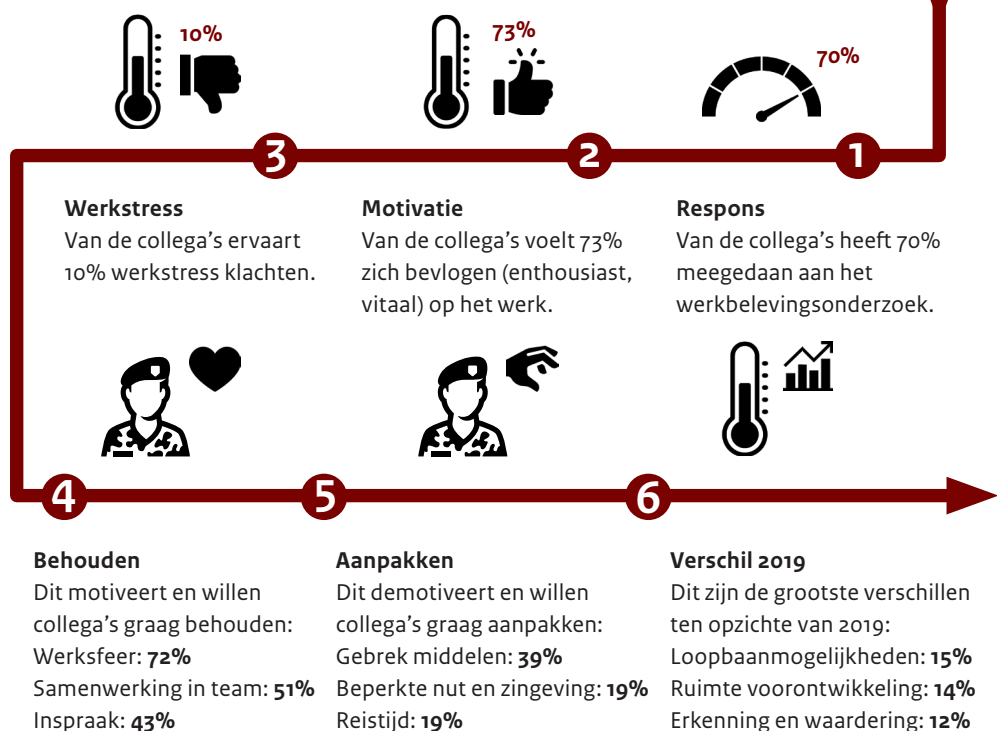 70%
1
Respons
Van de collega's heeft 70%
meegedaan aan het
werkbelevingsonderzoek.
73%
2
Motivatie
Van de collega's voelt 73%
zich bevlogen (enthousiast,
vitaal) op het werk.
10%
3
Werkstress
Van de collega's ervaart
10% werkstress klachten.
4
Behouden
Dit motiveert en willen
collega's graag behouden:
Werksfeer: 72%
Samenwerking in team: 51%
Inspraak: 43%
5
Aanpakken
Dit demotiveert en willen
collega's graag aanpakken:
Gebrek middelen: 39%
Beperkte nut en zingeving: 19%
Reistijd: 19%
6
Verschil 2019
Dit zijn de grootste verschillen
ten opzichte van 2019:
Loopbaanmogelijkheden: 15%
Ruimte voorontwikkeling: 14%
Erkenning en waardering: 12%